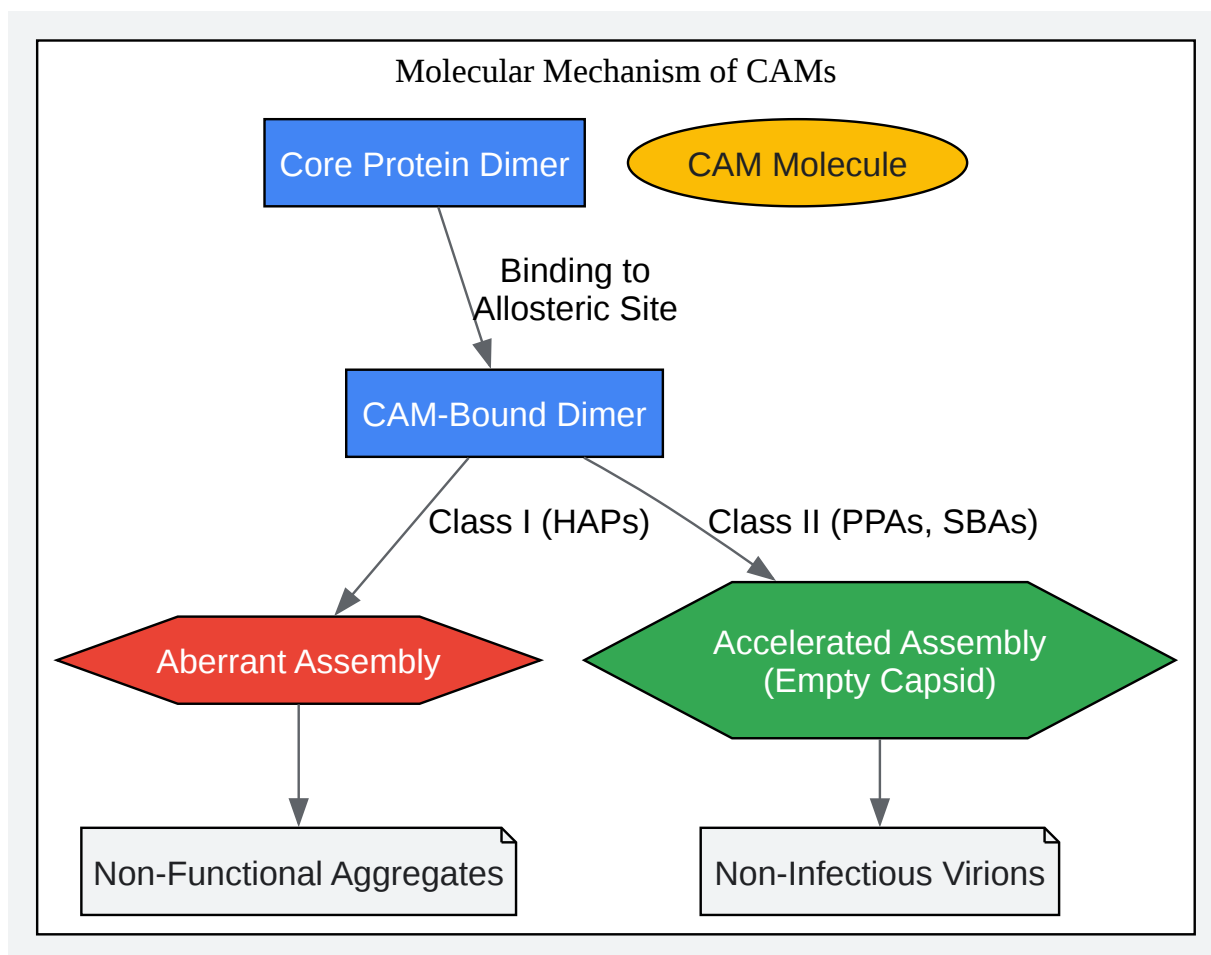 Molecular Mechanism of CAMs
Core Protein Dimer
CAM Molecule
Binding to
Allosteric Site
CAM-Bound Dimer
Class I (HAPs)
Class II (PPAs, SBAs)
Aberrant Assembly
Accelerated Assembly
(Empty Capsid)
Non-Functional Aggregates
Non-Infectious Virions